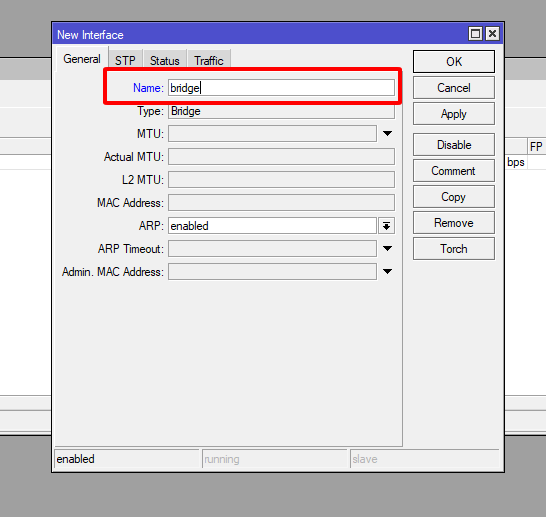 New Interface
General STP Status Traffic
Name: bridge
Type: Bridge
MTU:
Actual MTU:
L2 MTU:
MAC Address:
ARP: enabled
ARP Timeout:
Admin. MAC Address:
OK
Cancel
Apply
Disable
Comment
Copy
Remove
Torch
FP
bps
enabled running slave